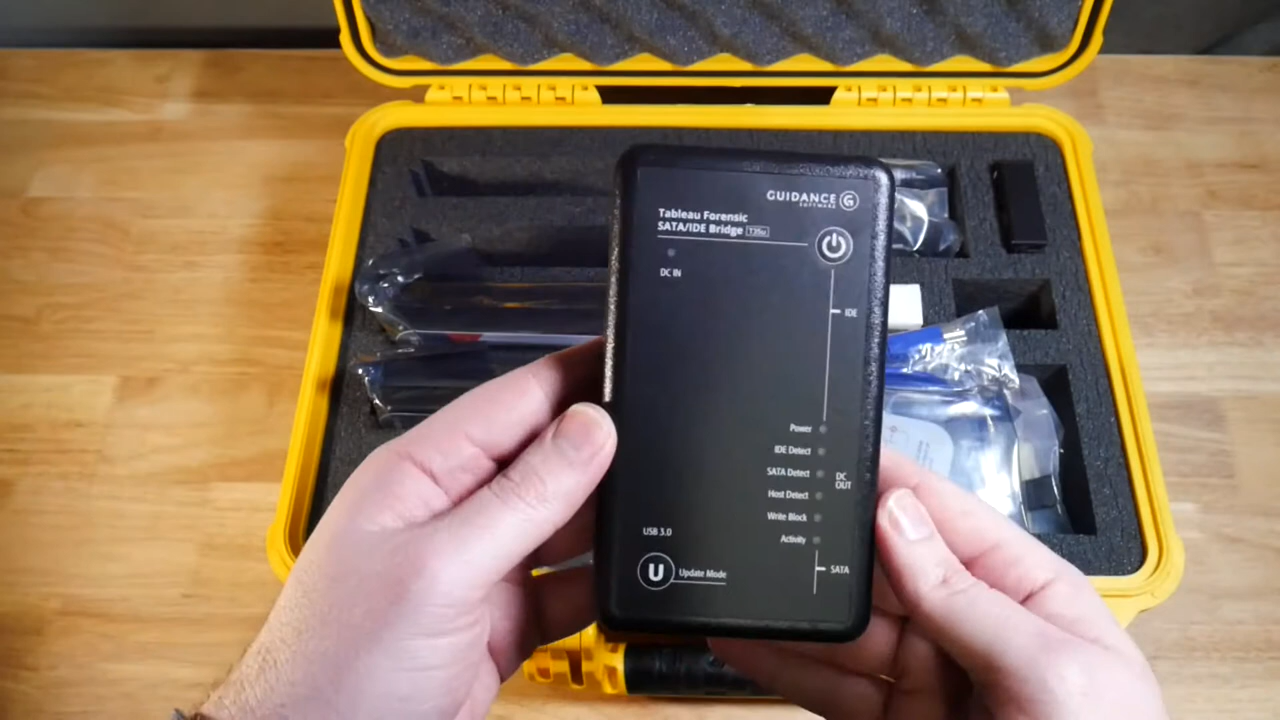 GUIDANCE G
SOFTWARE
Tableau Forensic
SATA/IDE Bridge T35u
DC IN
IDE
Power
IDE Detect
SATA Detect
DC
OUT
Host Detect
Write Block
Activity
USB 3.0
U Update Mode
SATA